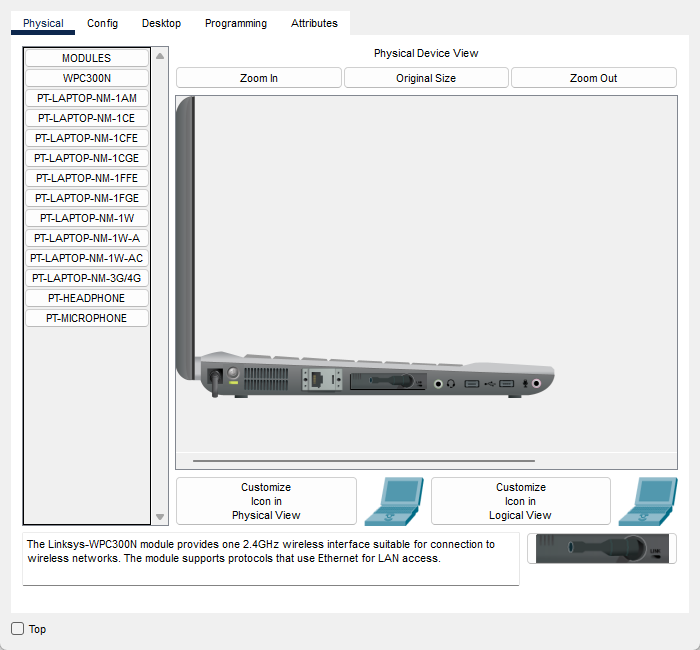 Physical
Config
Desktop
Programming
Attributes
MODULES
WPC300N
PT-LAPTOP-NM-1AM
PT-LAPTOP-NM-1CE
PT-LAPTOP-NM-1CFE
PT-LAPTOP-NM-1CGE
PT-LAPTOP-NM-1FFE
PT-LAPTOP-NM-1FGE
PT-LAPTOP-NM-1W
PT-LAPTOP-NM-1W-A
PT-LAPTOP-NM-1W-AC
PT-LAPTOP-NM-3G/4G
PT-HEADPHONE
PT-MICROPHONE
Physical Device View
Zoom In
Original Size
Zoom Out
Customize
Icon in
Physical View
Customize
Icon in
Logical View
The Linksys-WPC300N module provides one 2.4GHz wireless interface suitable for connection to
wireless networks. The module supports protocols that use Ethernet for LAN access.
LINK
Top